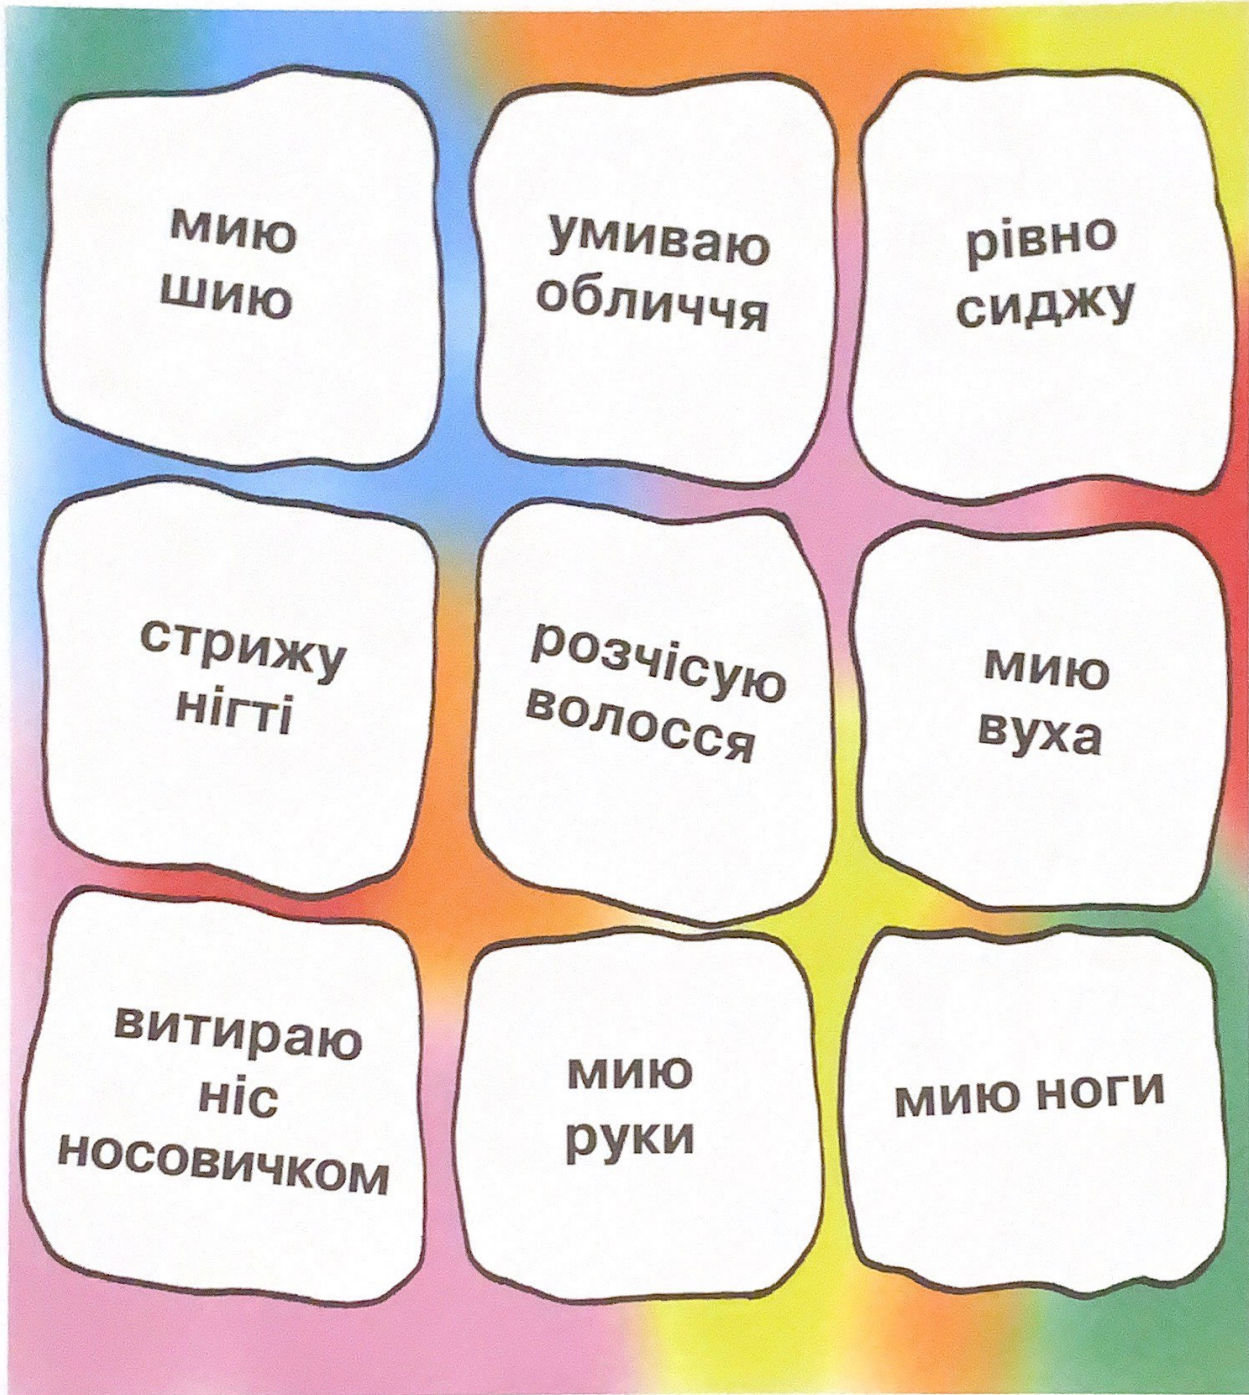 мию
шию
умиваю
обличчя
рівно
сиджу
стрижу
нігті
розчісую
волосся
мию
вуха
витираю
ніс
носовичком
мию
руки
мию ноги